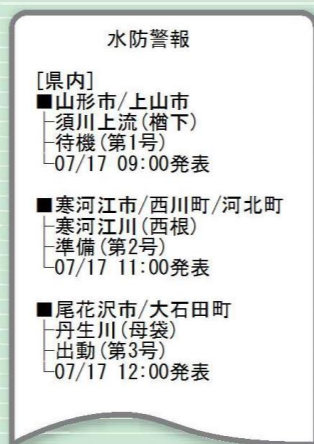 水防警報
[県内]
■山形市/上山市
├須川上流(楢下)
├待機(第1号)
└07/17 09:00発表
■寒河江市/西川町/河北町
├寒河江川(西根)
├準備(第2号)
└07/17 11:00発表
■尾花沢市/大石田町
├丹生川(母袋)
├出動(第3号)
└07/17 12:00発表